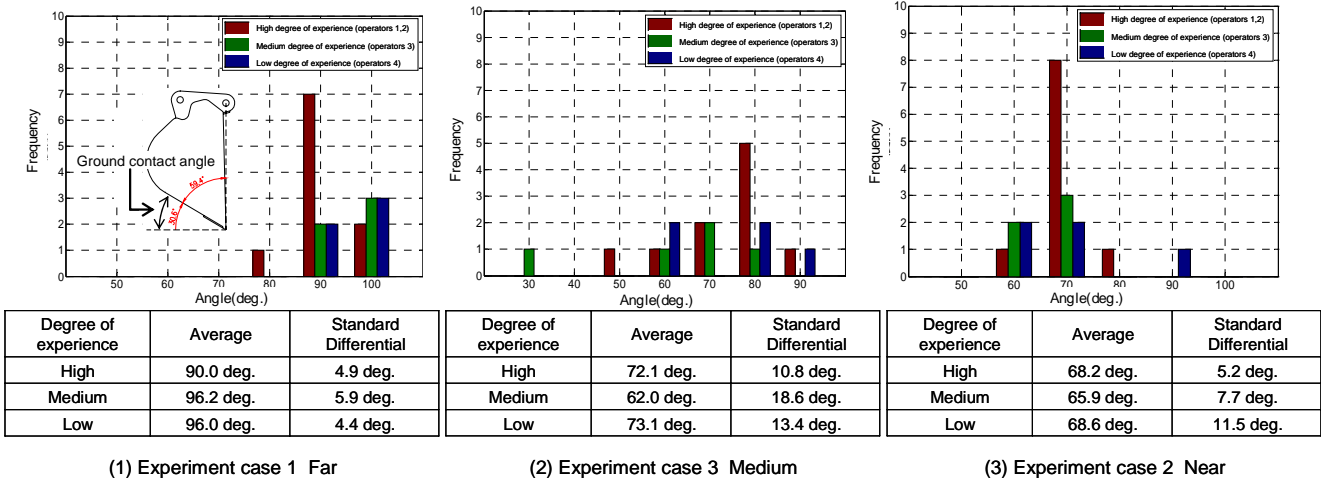 High degree of experience (operators 1,2)
Medium degree of experience (operators 3)
Low degree of experience (operators 4)
10
9
8
7
6
5
4
3
2
1
0
Frequency
Ground contact angle
59.4°
30.6°
50 60 70 80 90 100
Angle(deg.)
Degree of experience Average Standard Differential
High 90.0 deg. 4.9 deg.
Medium 96.2 deg. 5.9 deg.
Low 96.0 deg. 4.4 deg.
(1) Experiment case 1 Far
High degree of experience (operators 1,2)
Medium degree of experience (operators 3)
Low degree of experience (operators 4)
10
9
8
7
6
5
4
3
2
1
0
Frequency
30 40 50 60 70 80 90
Angle(deg.)
Degree of experience Average Standard Differential
High 72.1 deg. 10.8 deg.
Medium 62.0 deg. 18.6 deg.
Low 73.1 deg. 13.4 deg.
(2) Experiment case 3 Medium
High degree of experience (operators 1,2)
Medium degree of experience (operators 3)
Low degree of experience (operators 4)
10
9
8
7
6
5
4
3
2
1
0
Frequency
50 60 70 80 90 100
Angle(deg.)
Degree of experience Average Standard Differential
High 68.2 deg. 5.2 deg.
Medium 65.9 deg. 7.7 deg.
Low 68.6 deg. 11.5 deg.
(3) Experiment case 2 Near